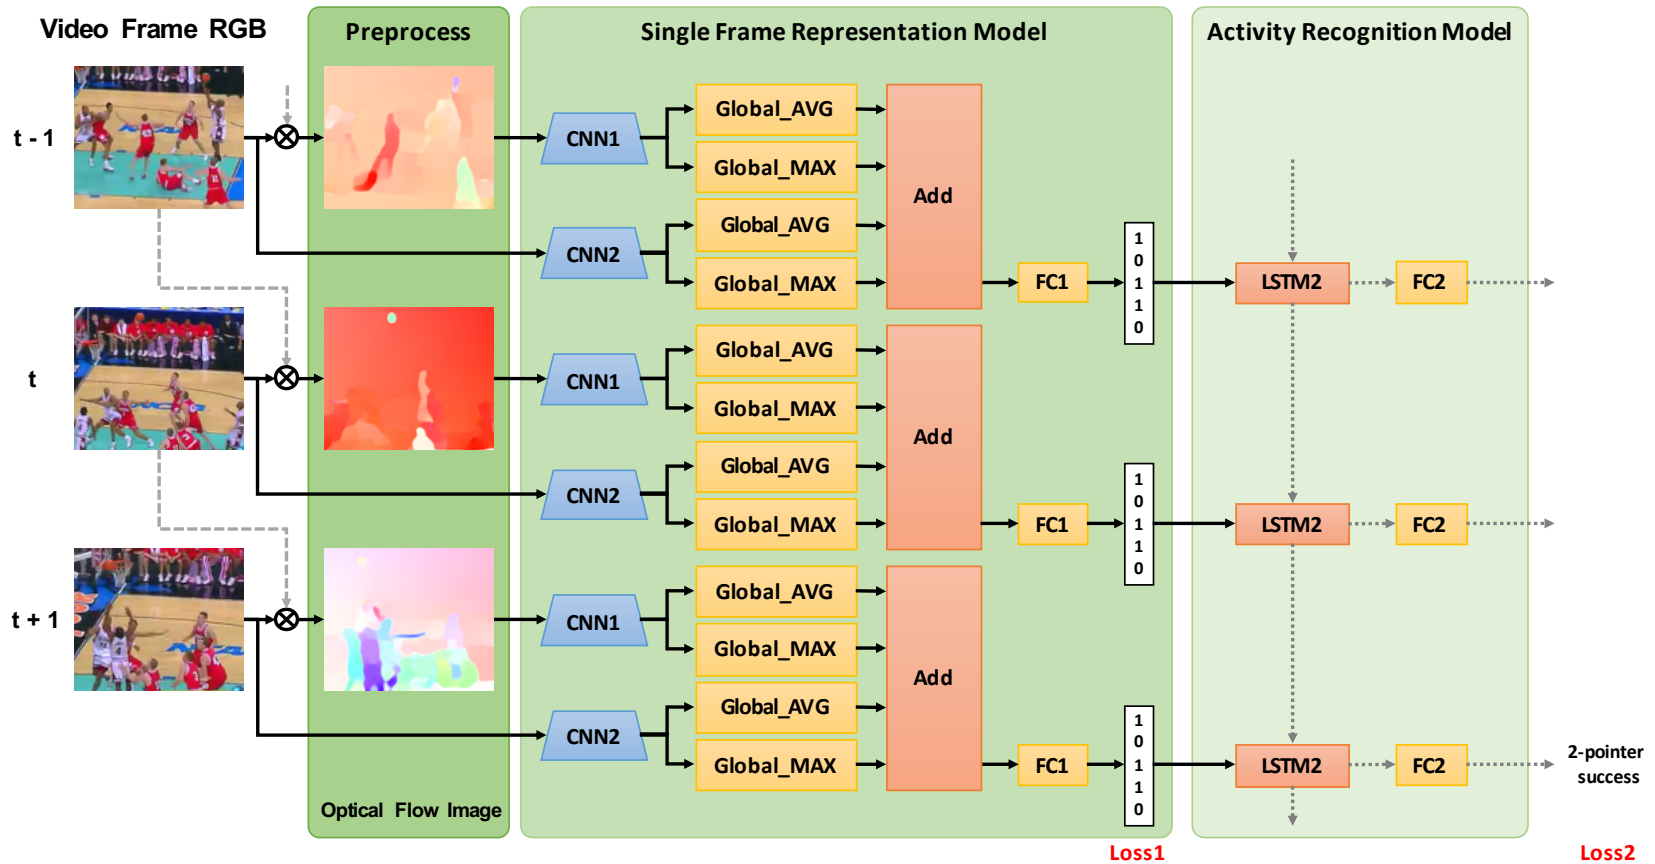 Video Frame RGB
Preprocess
Single Frame Representation Model
Activity Recognition Model
t - 1
CNN1
Global_AVG
Global_MAX
CNN2
Global_AVG
Global_MAX
Add
FC1
1
0
1
1
0
LSTM2
FC2
t
CNN1
Global_AVG
Global_MAX
CNN2
Global_AVG
Global_MAX
Add
FC1
1
0
1
1
0
LSTM2
FC2
t + 1
CNN1
Global_AVG
Global_MAX
CNN2
Global_AVG
Global_MAX
Add
FC1
1
0
1
1
0
LSTM2
FC2
2-pointer
success
Optical Flow Image
Loss1
Loss2